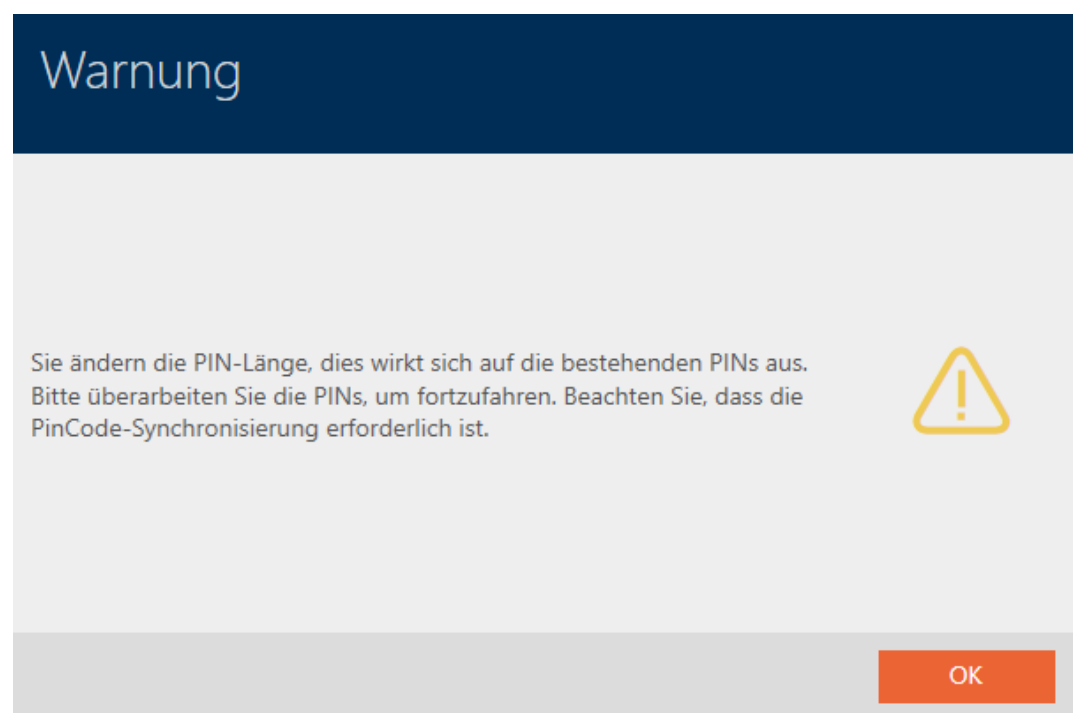 Warnung
Sie ändern die PIN-Länge, dies wirkt sich auf die bestehenden PINs aus.
Bitte überarbeiten Sie die PINs, um fortzufahren. Beachten Sie, dass die
PinCode-Synchronisierung erforderlich ist.
OK